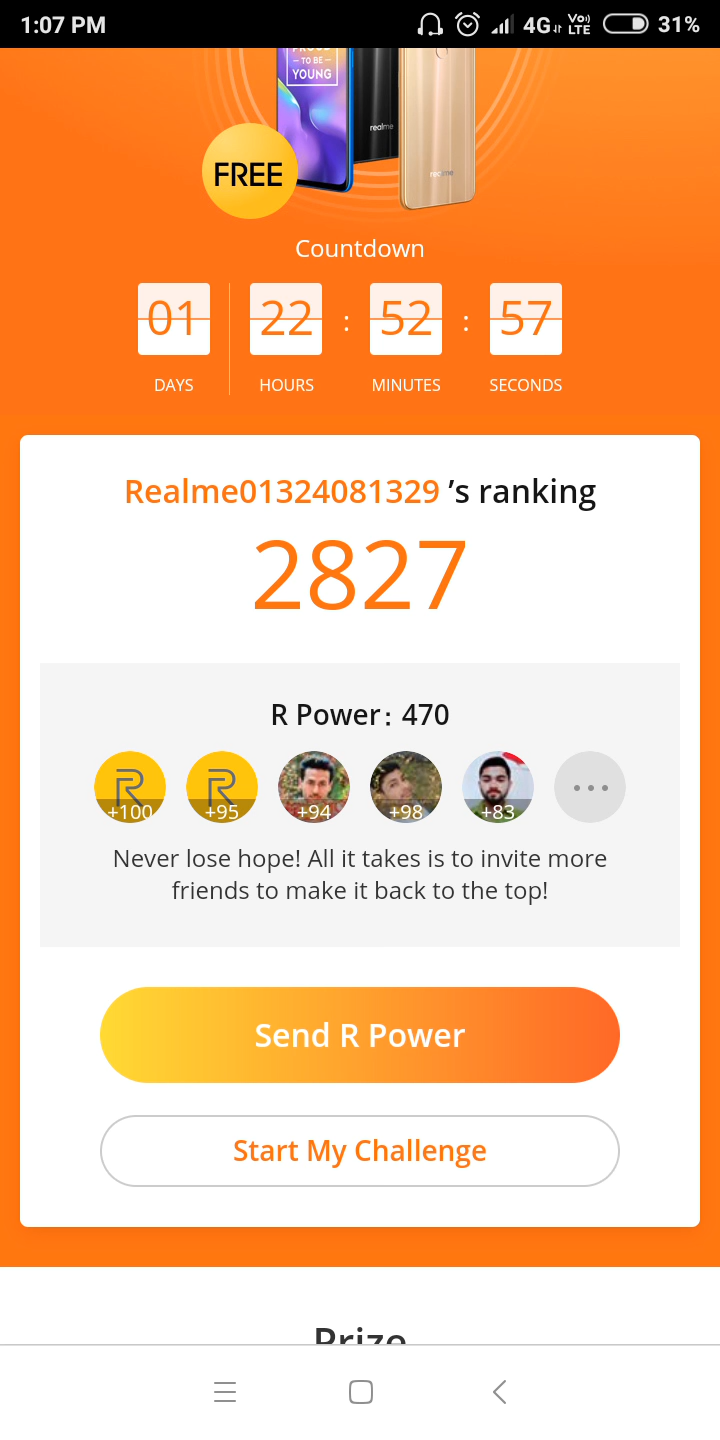 1:07 PM 4G VoLTE 31%
— TO BE —
YOUNG
realme
FREE
Countdown
01 22 : 52 : 57
DAYS HOURS MINUTES SECONDS
Realme01324081329 ’s ranking
2827
R Power: 470
R R
+100 +95 +94 +98 +83 •••
Never lose hope! All it takes is to invite more
friends to make it back to the top!
Send R Power
Start My Challenge
Prize